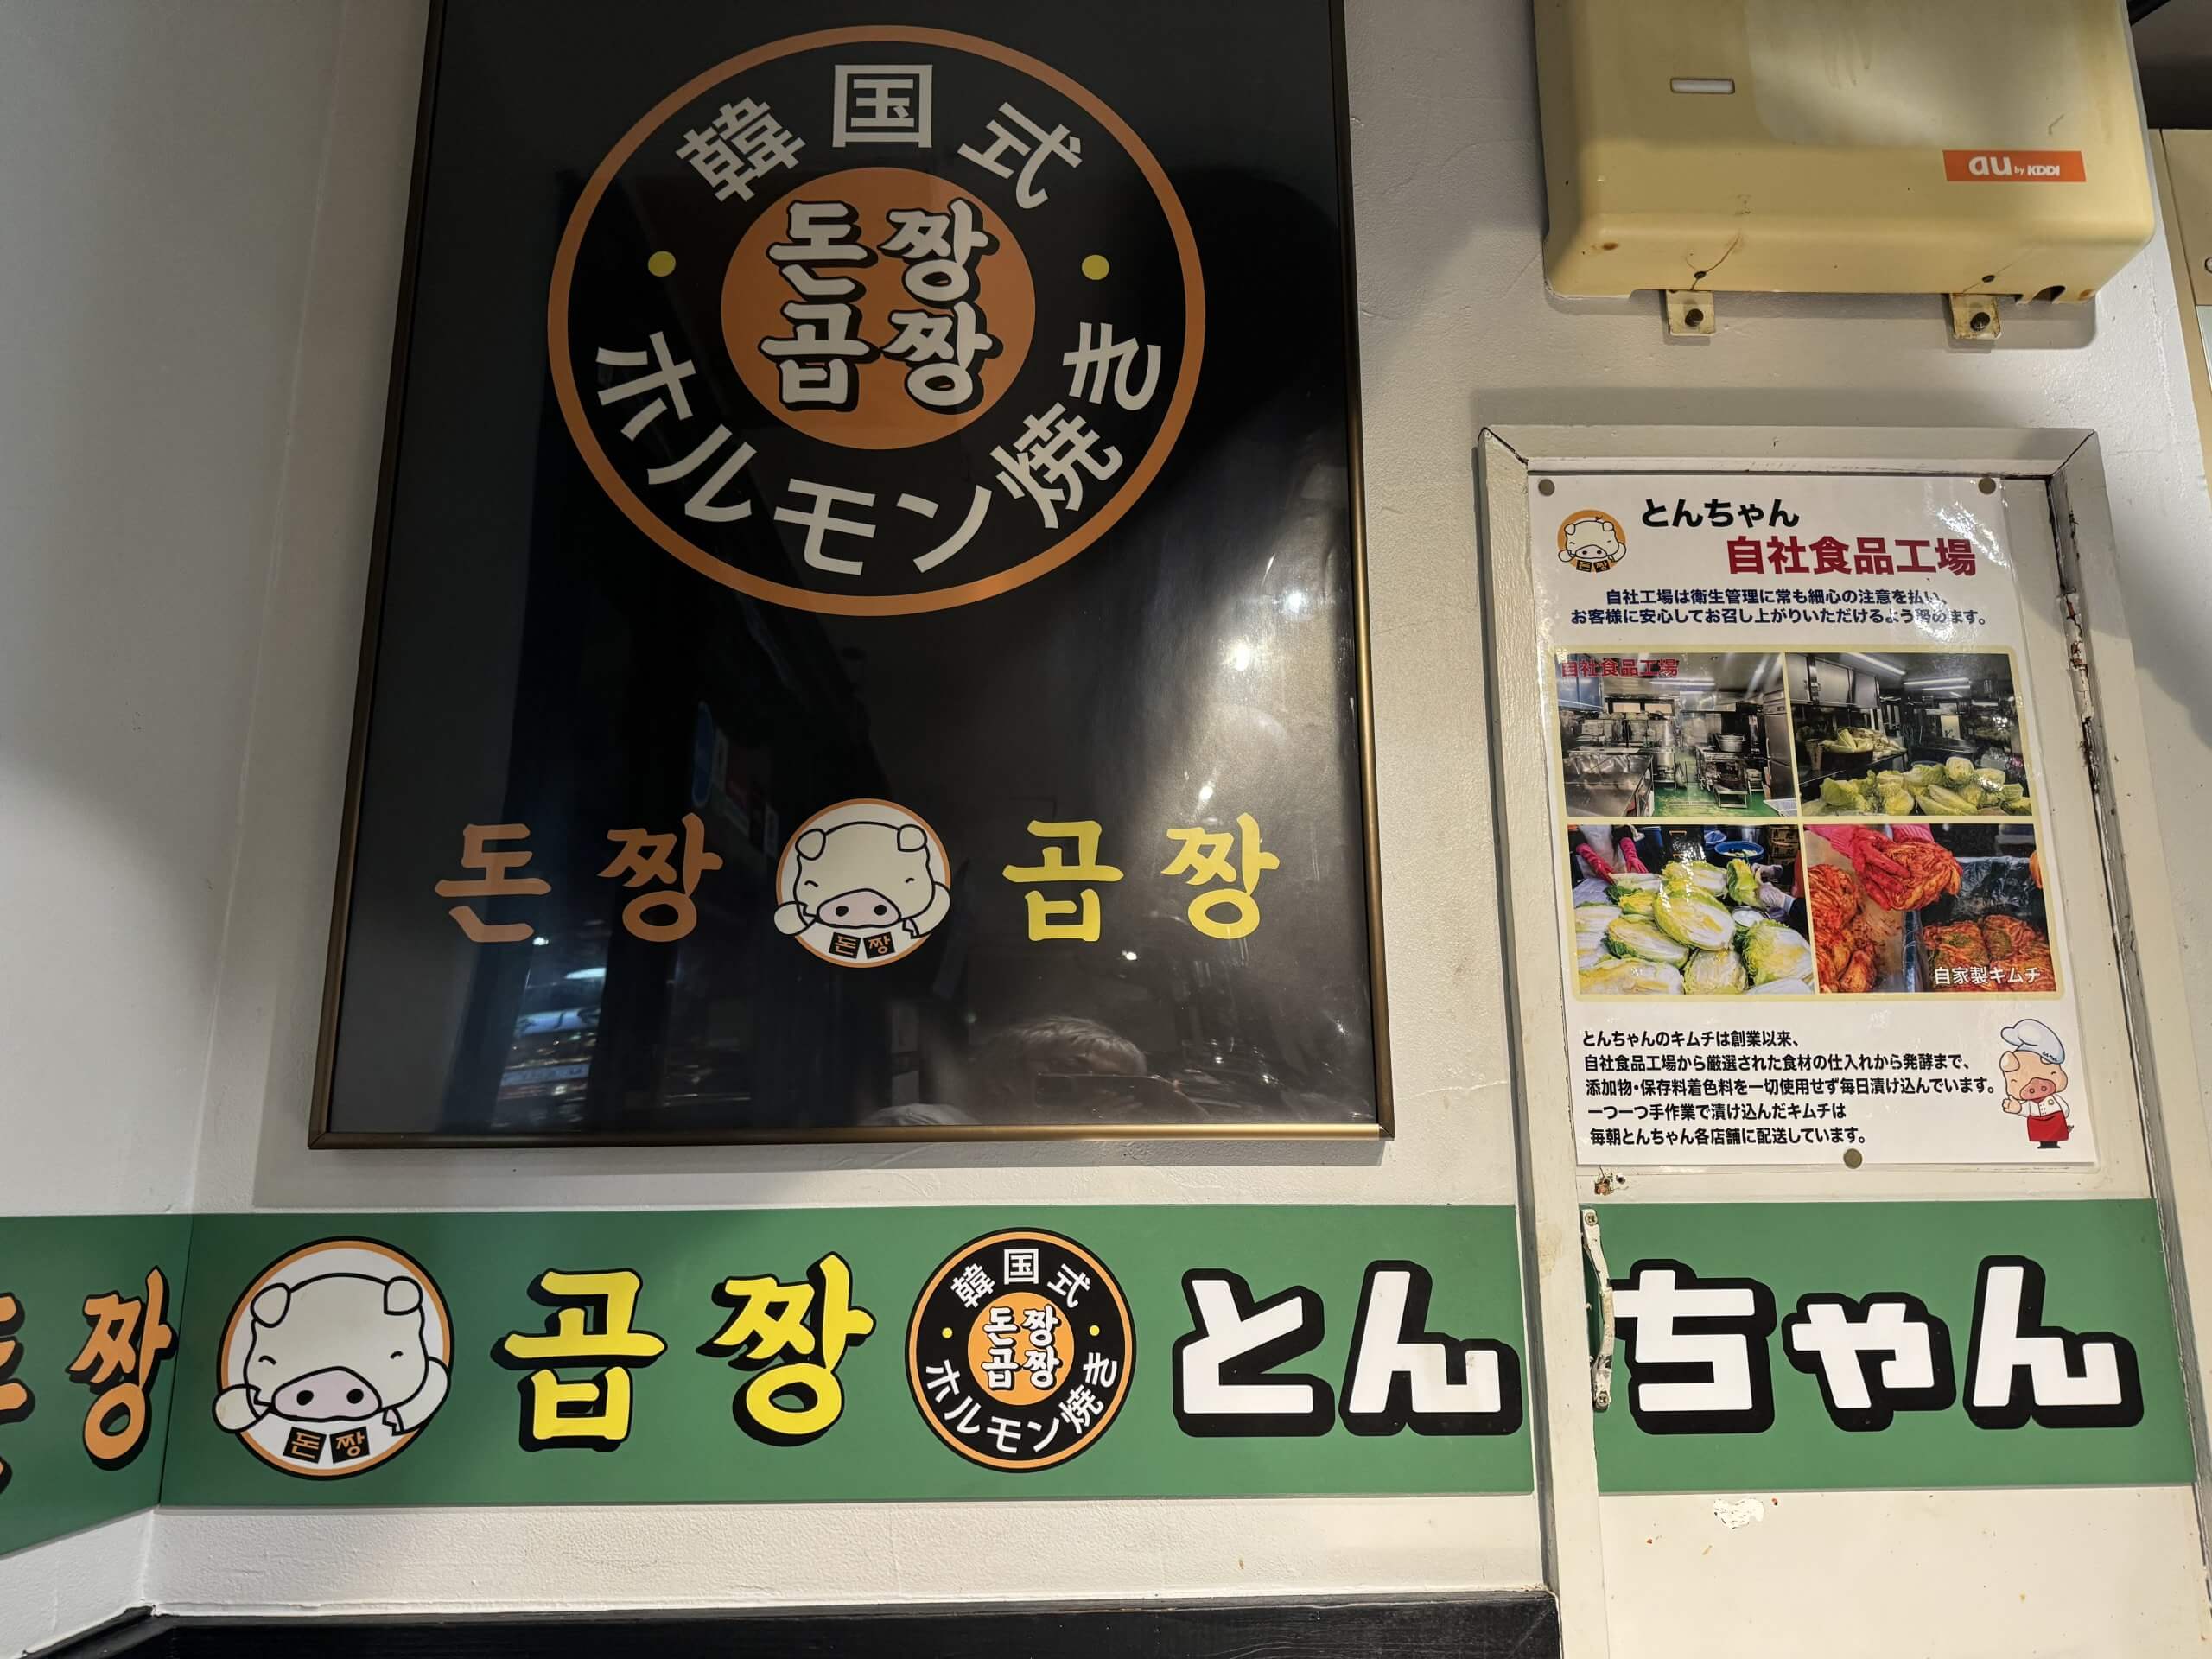 韓国式
돈짱
곱짱
ホルモン焼き
돈짱
곱짱
돈짱
au by KDDI
とんちゃん
自社食品工場
돈짱
自社工場は衛生管理に常も細心の注意を払い、
お客様に安心してお召し上がりいただけるよう努めます。
自社食品工場
自家製キムチ
とんちゃんのキムチは創業以来、
自社食品工場から厳選された食材の仕入れから発酵まで、
添加物・保存料着色料を一切使用せず毎日漬け込んでいます。
一つ一つ手作業で漬け込んだキムチは
毎朝とんちゃん各店舗に配送しています。
짱
돈짱
곱짱
韓国式
돈짱
곱짱
ホルモン焼き
とんちゃん